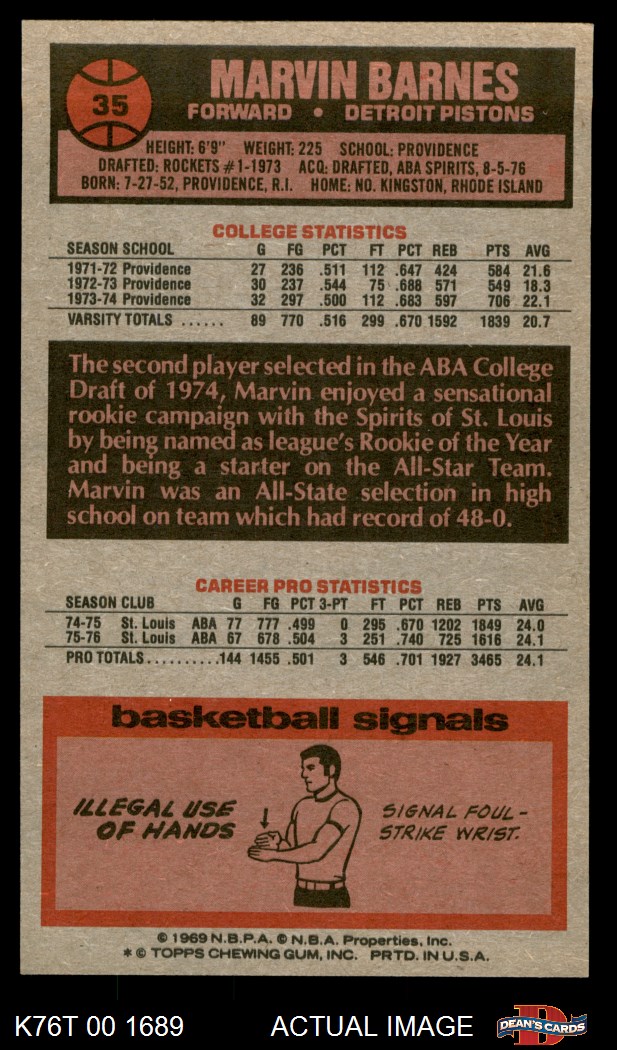 35
MARVIN BARNES
FORWARD • DETROIT PISTONS
HEIGHT: 6'9" WEIGHT: 225 SCHOOL: PROVIDENCE
DRAFTED: ROCKETS #1-1973 ACQ: DRAFTED, ABA SPIRITS, 8-5-76
BORN: 7-27-52, PROVIDENCE, R.I. HOME: NO. KINGSTON, RHODE ISLAND
COLLEGE STATISTICS
SEASON SCHOOL G FG PCT FT PCT REB PTS AVG
1971-72 Providence 27 236 .511 112 .647 424 584 21.6
1972-73 Providence 30 237 .544 75 .688 571 549 18.3
1973-74 Providence 32 297 .500 112 .683 597 706 22.1
VARSITY TOTALS ...... 89 770 .516 299 .670 1592 1839 20.7
The second player selected in the ABA College
Draft of 1974, Marvin enjoyed a sensational
rookie campaign with the Spirits of St. Louis
by being named as league's Rookie of the Year
and being a starter on the All-Star Team.
Marvin was an All-State selection in high
school on team which had record of 48-0.
CAREER PRO STATISTICS
SEASON CLUB G FG PCT 3-PT FT PCT REB PTS AVG
74-75 St. Louis ABA 77 777 .499 0 295 .670 1202 1849 24.0
75-76 St. Louis ABA 67 678 .504 3 251 .740 725 1616 24.1
PRO TOTALS..........144 1455 .501 3 546 .701 1927 3465 24.1
basketball signals
ILLEGAL USE
OF HANDS
SIGNAL FOUL-
STRIKE WRIST.
© 1969 N.B.P.A. © N.B.A. Properties, Inc.
* © TOPPS CHEWING GUM, INC. PRTD. IN U.S.A.
K76T 00 1689 ACTUAL IMAGE
DEAN'S CARDS